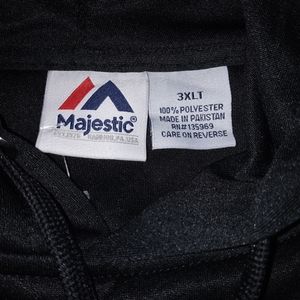 Majestic®
3XLT
100% POLYESTER
MADE IN PAKISTAN
RN#135969
CARE ON REVERSE